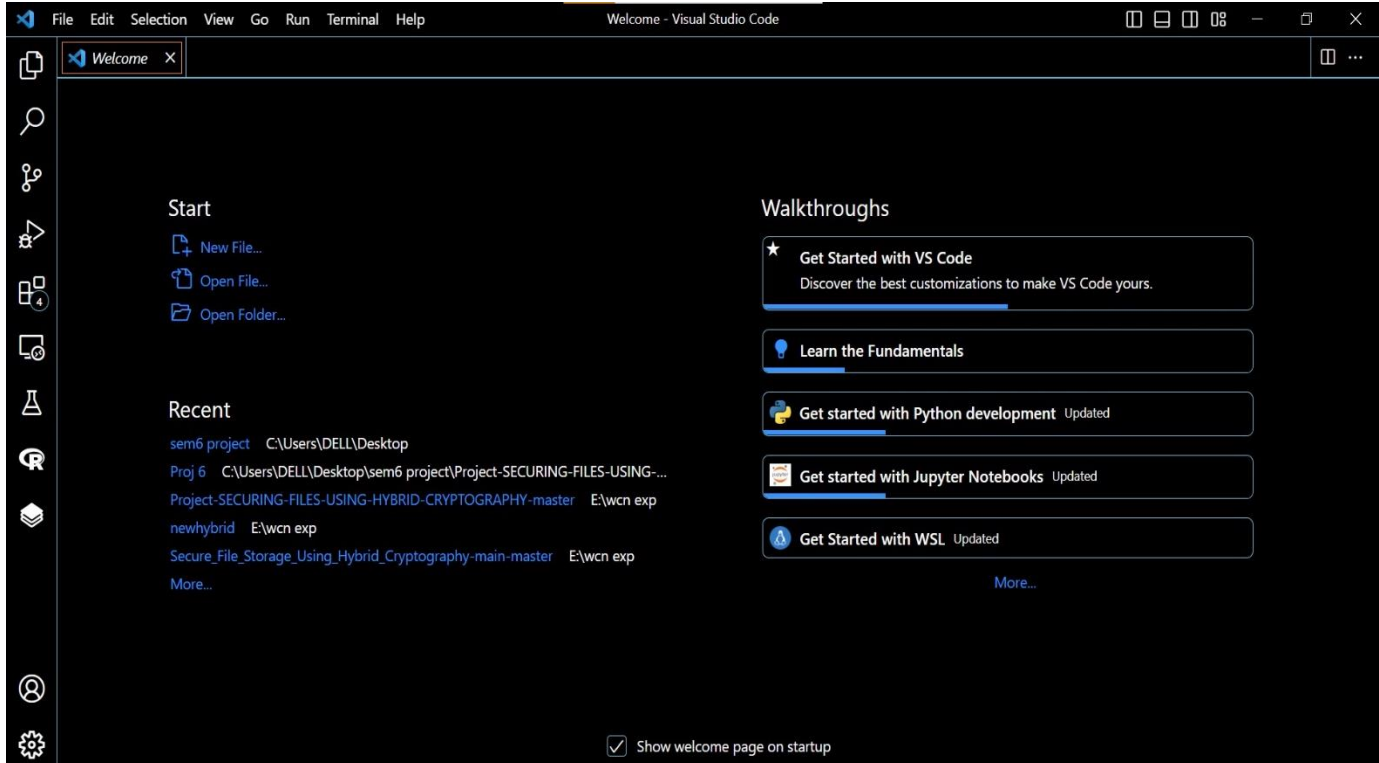 File Edit Selection View Go Run Terminal Help Welcome - Visual Studio Code
Welcome
Start
New File...
Open File...
Open Folder...
Recent
sem6 project C:\Users\DELL\Desktop
Proj 6 C:\Users\DELL\Desktop\sem6 project\Project-SECURING-FILES-USING-...
Project-SECURING-FILES-USING-HYBRID-CRYPTOGRAPHY-master E:\wcn exp
newhybrid E:\wcn exp
Secure_File_Storage_Using_Hybrid_Cryptography-main-master E:\wcn exp
More...
Walkthroughs
Get Started with VS Code
Discover the best customizations to make VS Code yours.
Learn the Fundamentals
Get started with Python development Updated
Get started with Jupyter Notebooks Updated
Get Started with WSL Updated
More...
4
R
Show welcome page on startup